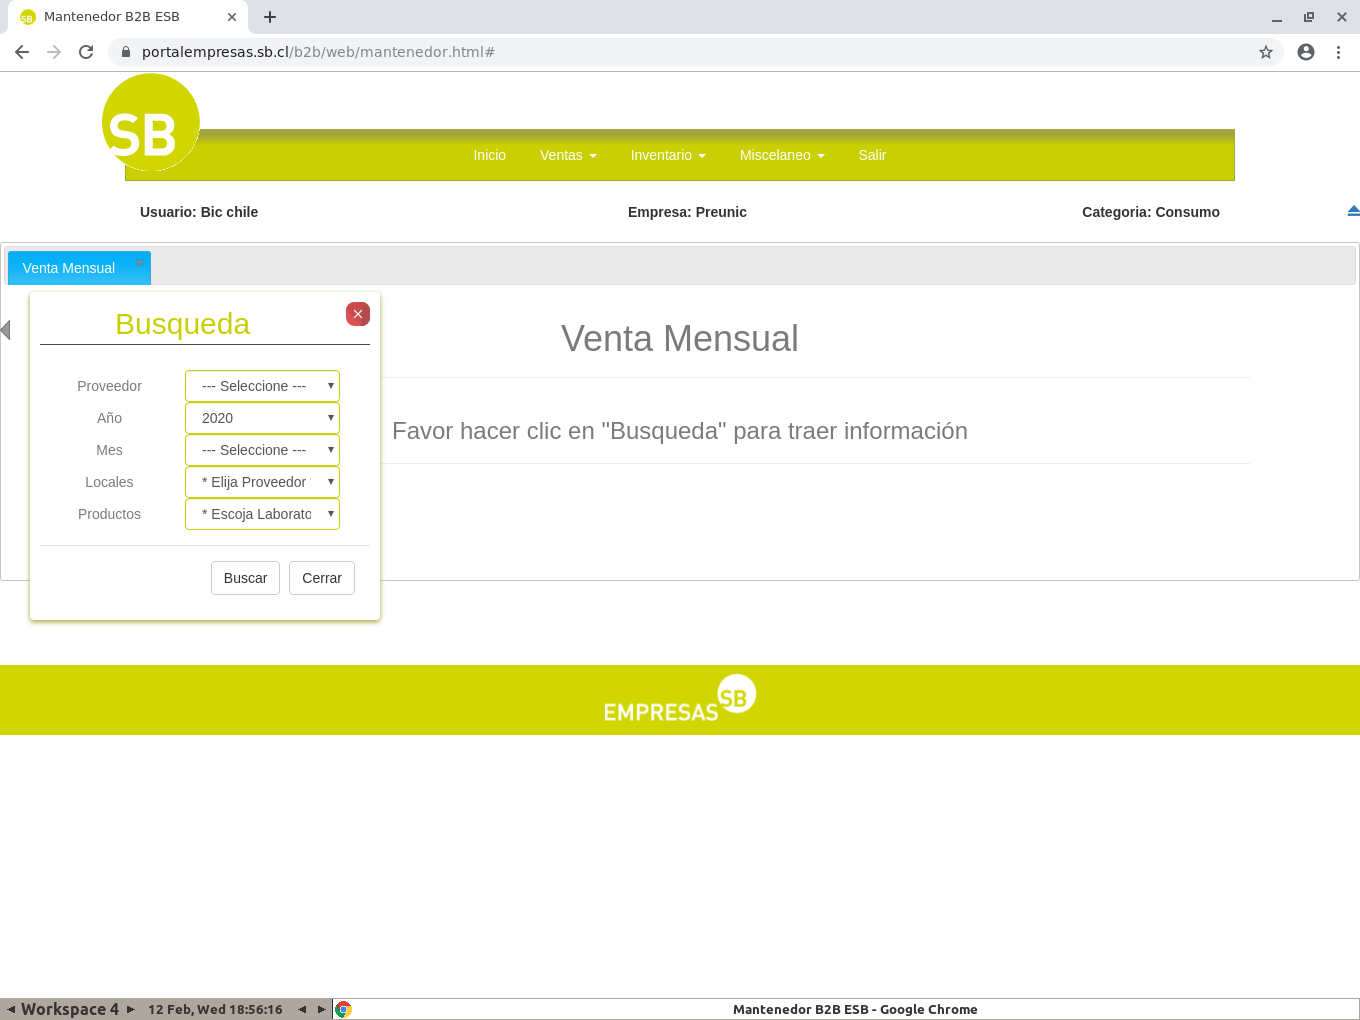 Mantenedor B2B ESB
portalempresas.sb.cl/b2b/web/mantenedor.html#
SB
Inicio Ventas Inventario Miscelaneo Salir
Usuario: Bic chile Empresa: Preunic Categoria: Consumo
Venta Mensual
Busqueda
Venta Mensual
Proveedor --- Seleccione ---
Año 2020
Favor hacer clic en "Busqueda" para traer información
Mes --- Seleccione ---
Locales * Elija Proveedor
Productos * Escoja Laborato
Buscar Cerrar
EMPRESAS SB
Workspace 4 12 Feb, Wed 18:56:16 Mantenedor B2B ESB - Google Chrome